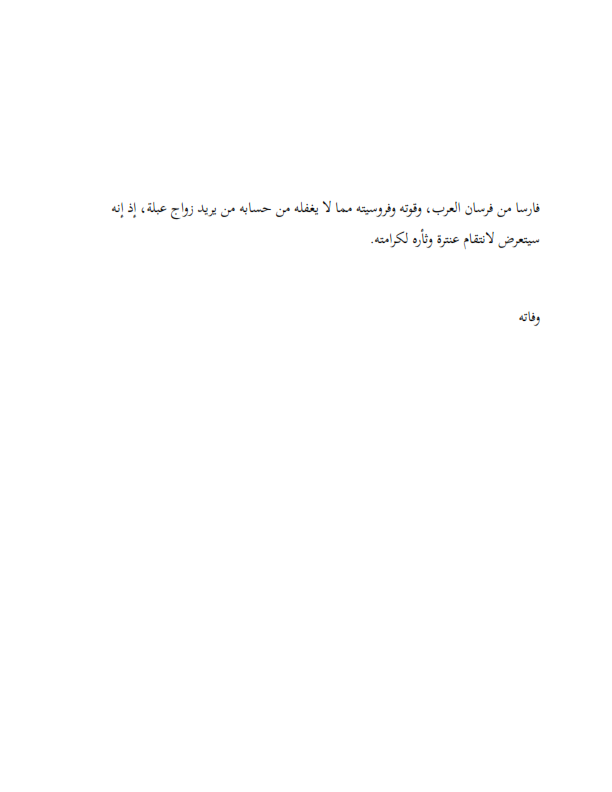 فارسا من فرسان العرب، وقوته وفروسيته مما لا يغفله من حسابه من يريد زواج عبلة، إذ إنه
سيتعرض لانتقام عنترة وثأره لكرامته.
وفاته